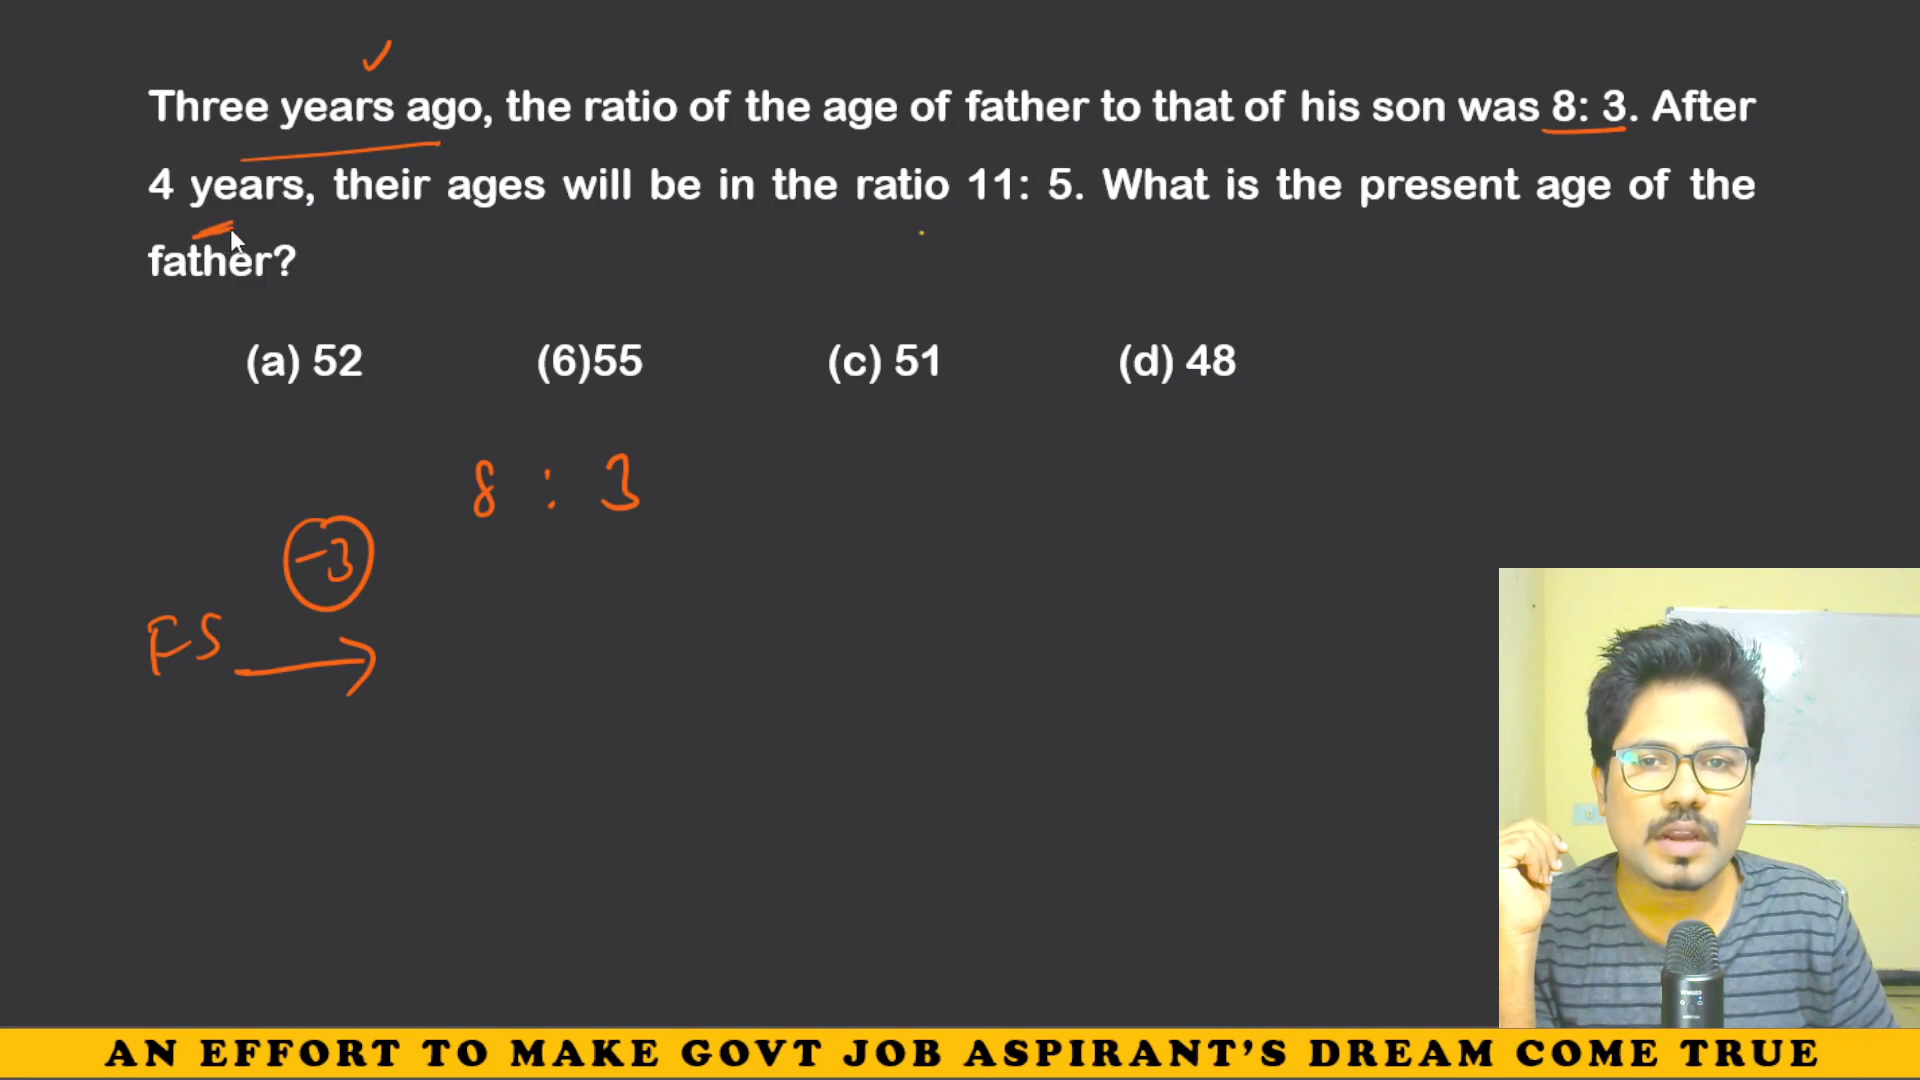 Three years ago, the ratio of the age of father to that of his son was 8: 3. After
4 years, their ages will be in the ratio 11: 5. What is the present age of the
father?
(a) 52 (6)55 (c) 51 (d) 48
8 : 3
-3
FS
AN EFFORT TO MAKE GOVT JOB ASPIRANT'S DREAM COME TRUE